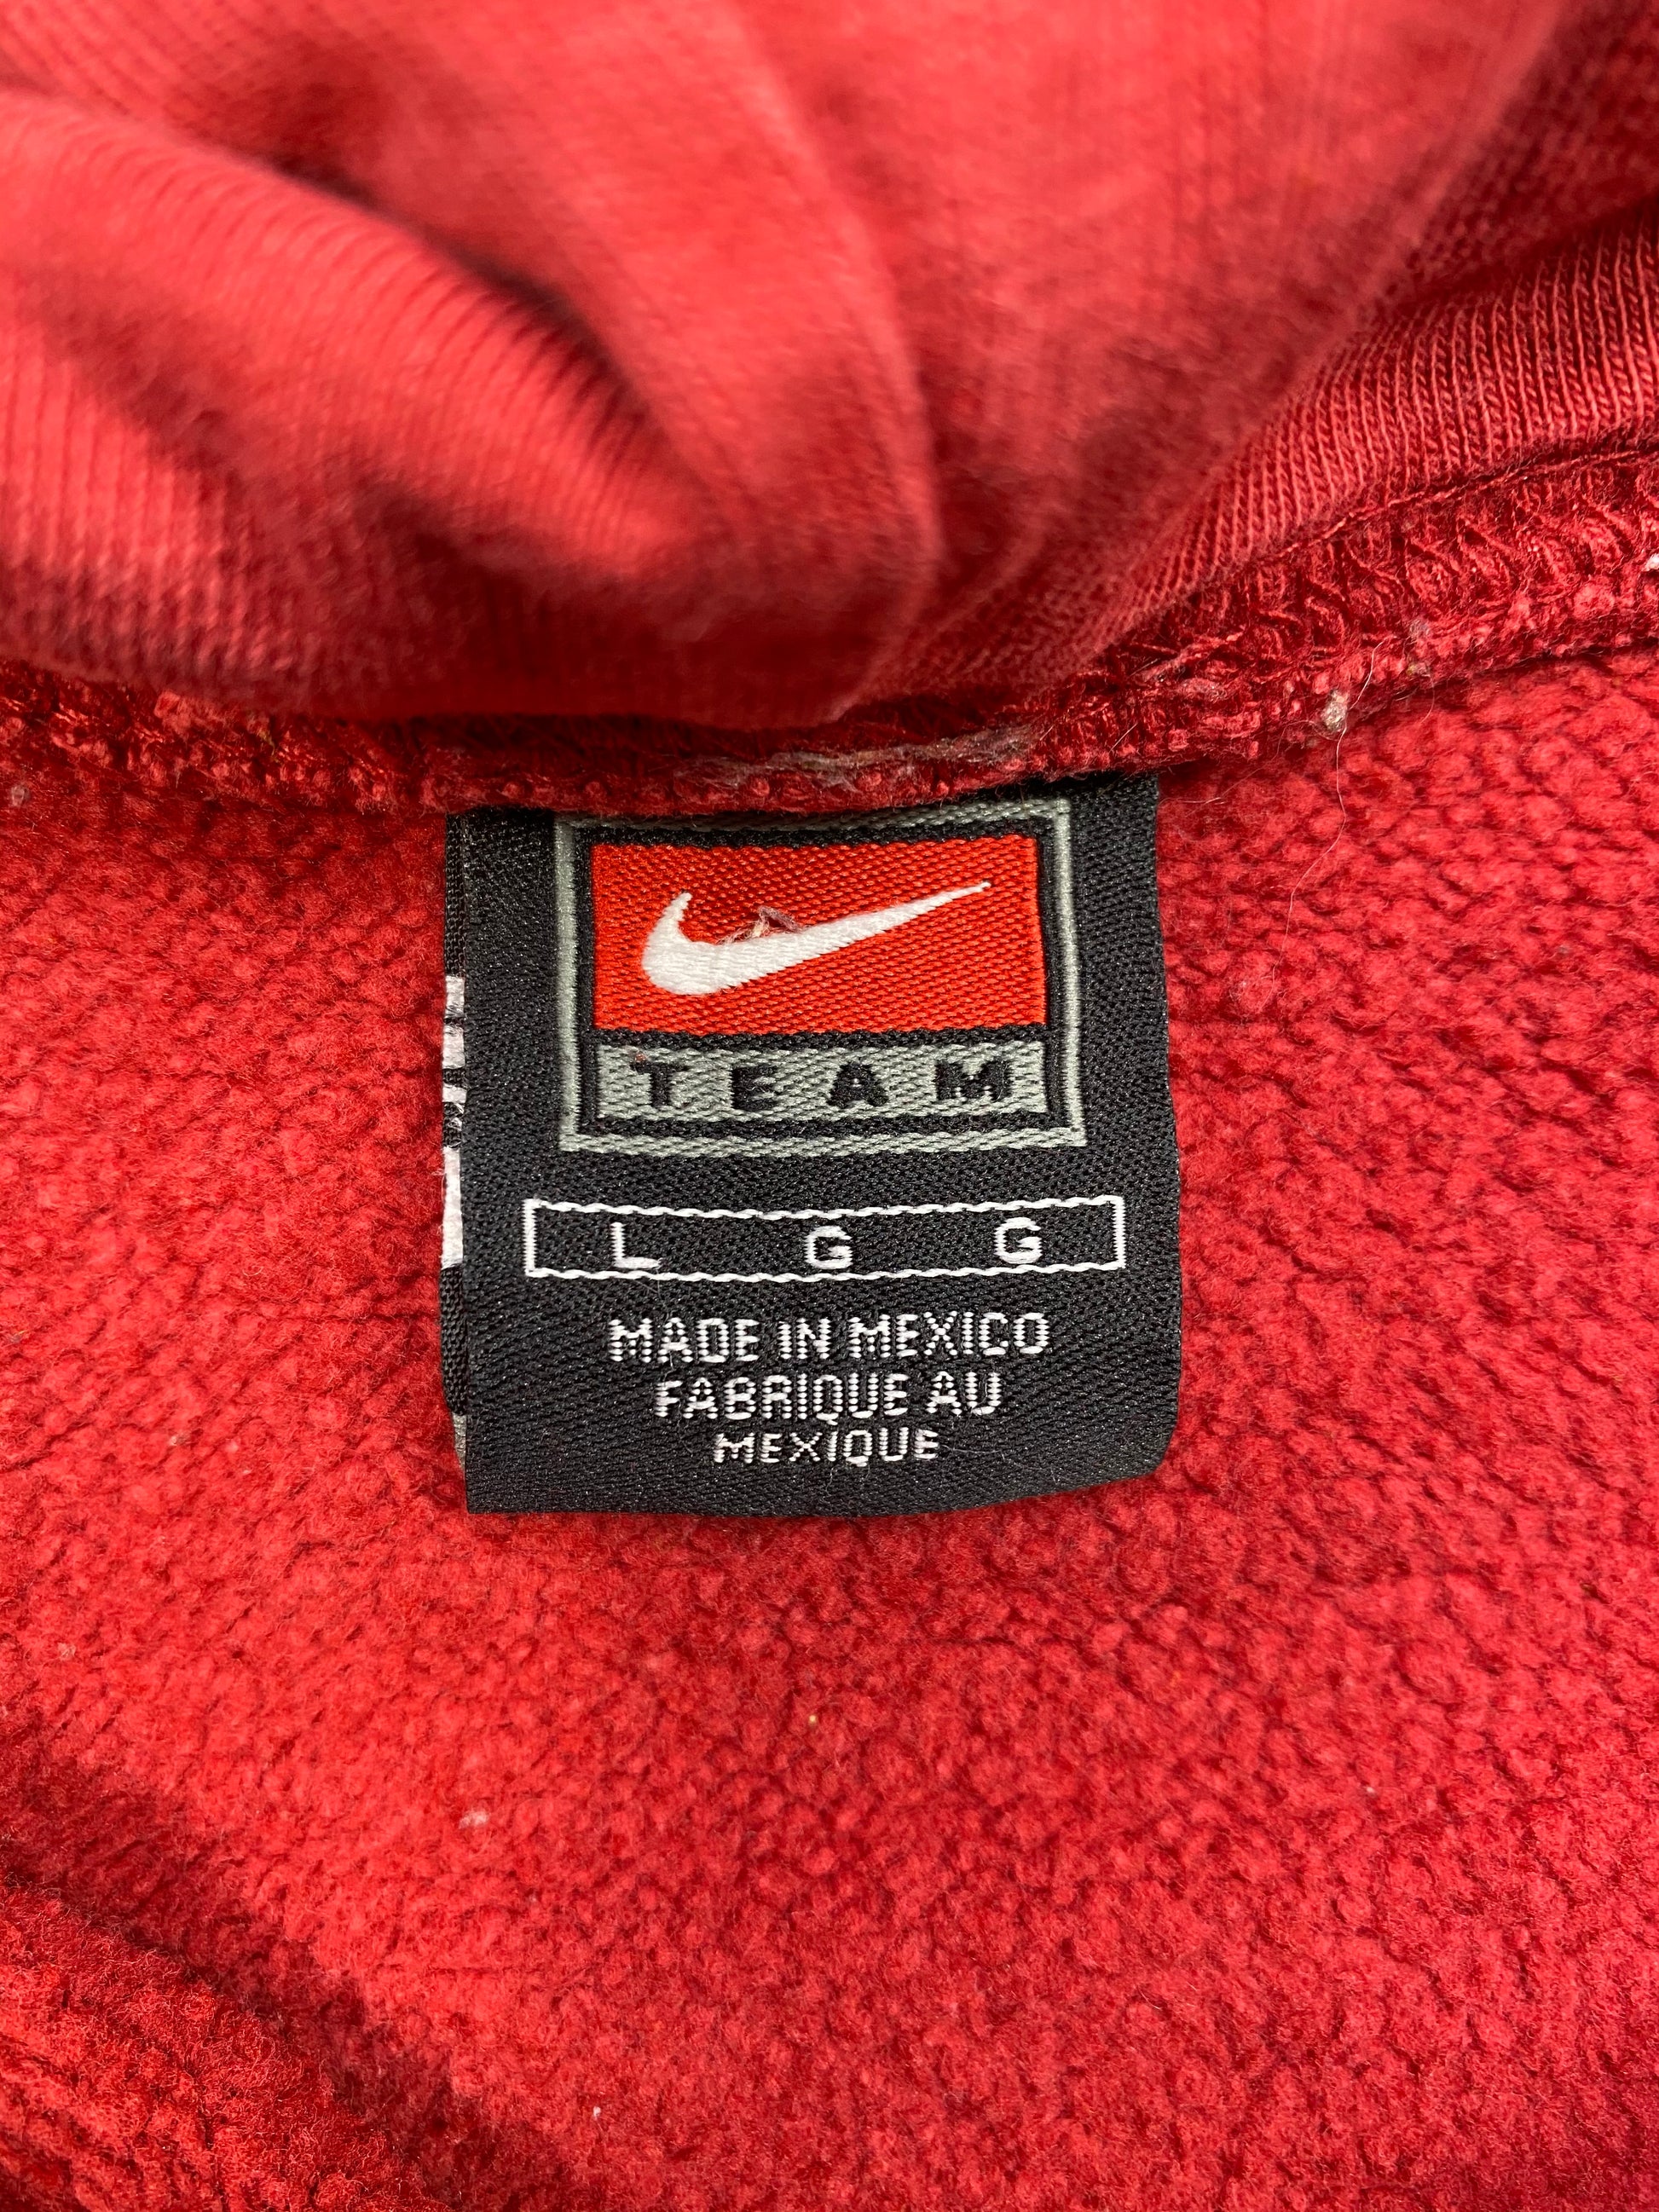 TEAM
L G G
MADE IN MEXICO
FABRIQUE AU
MEXIQUE